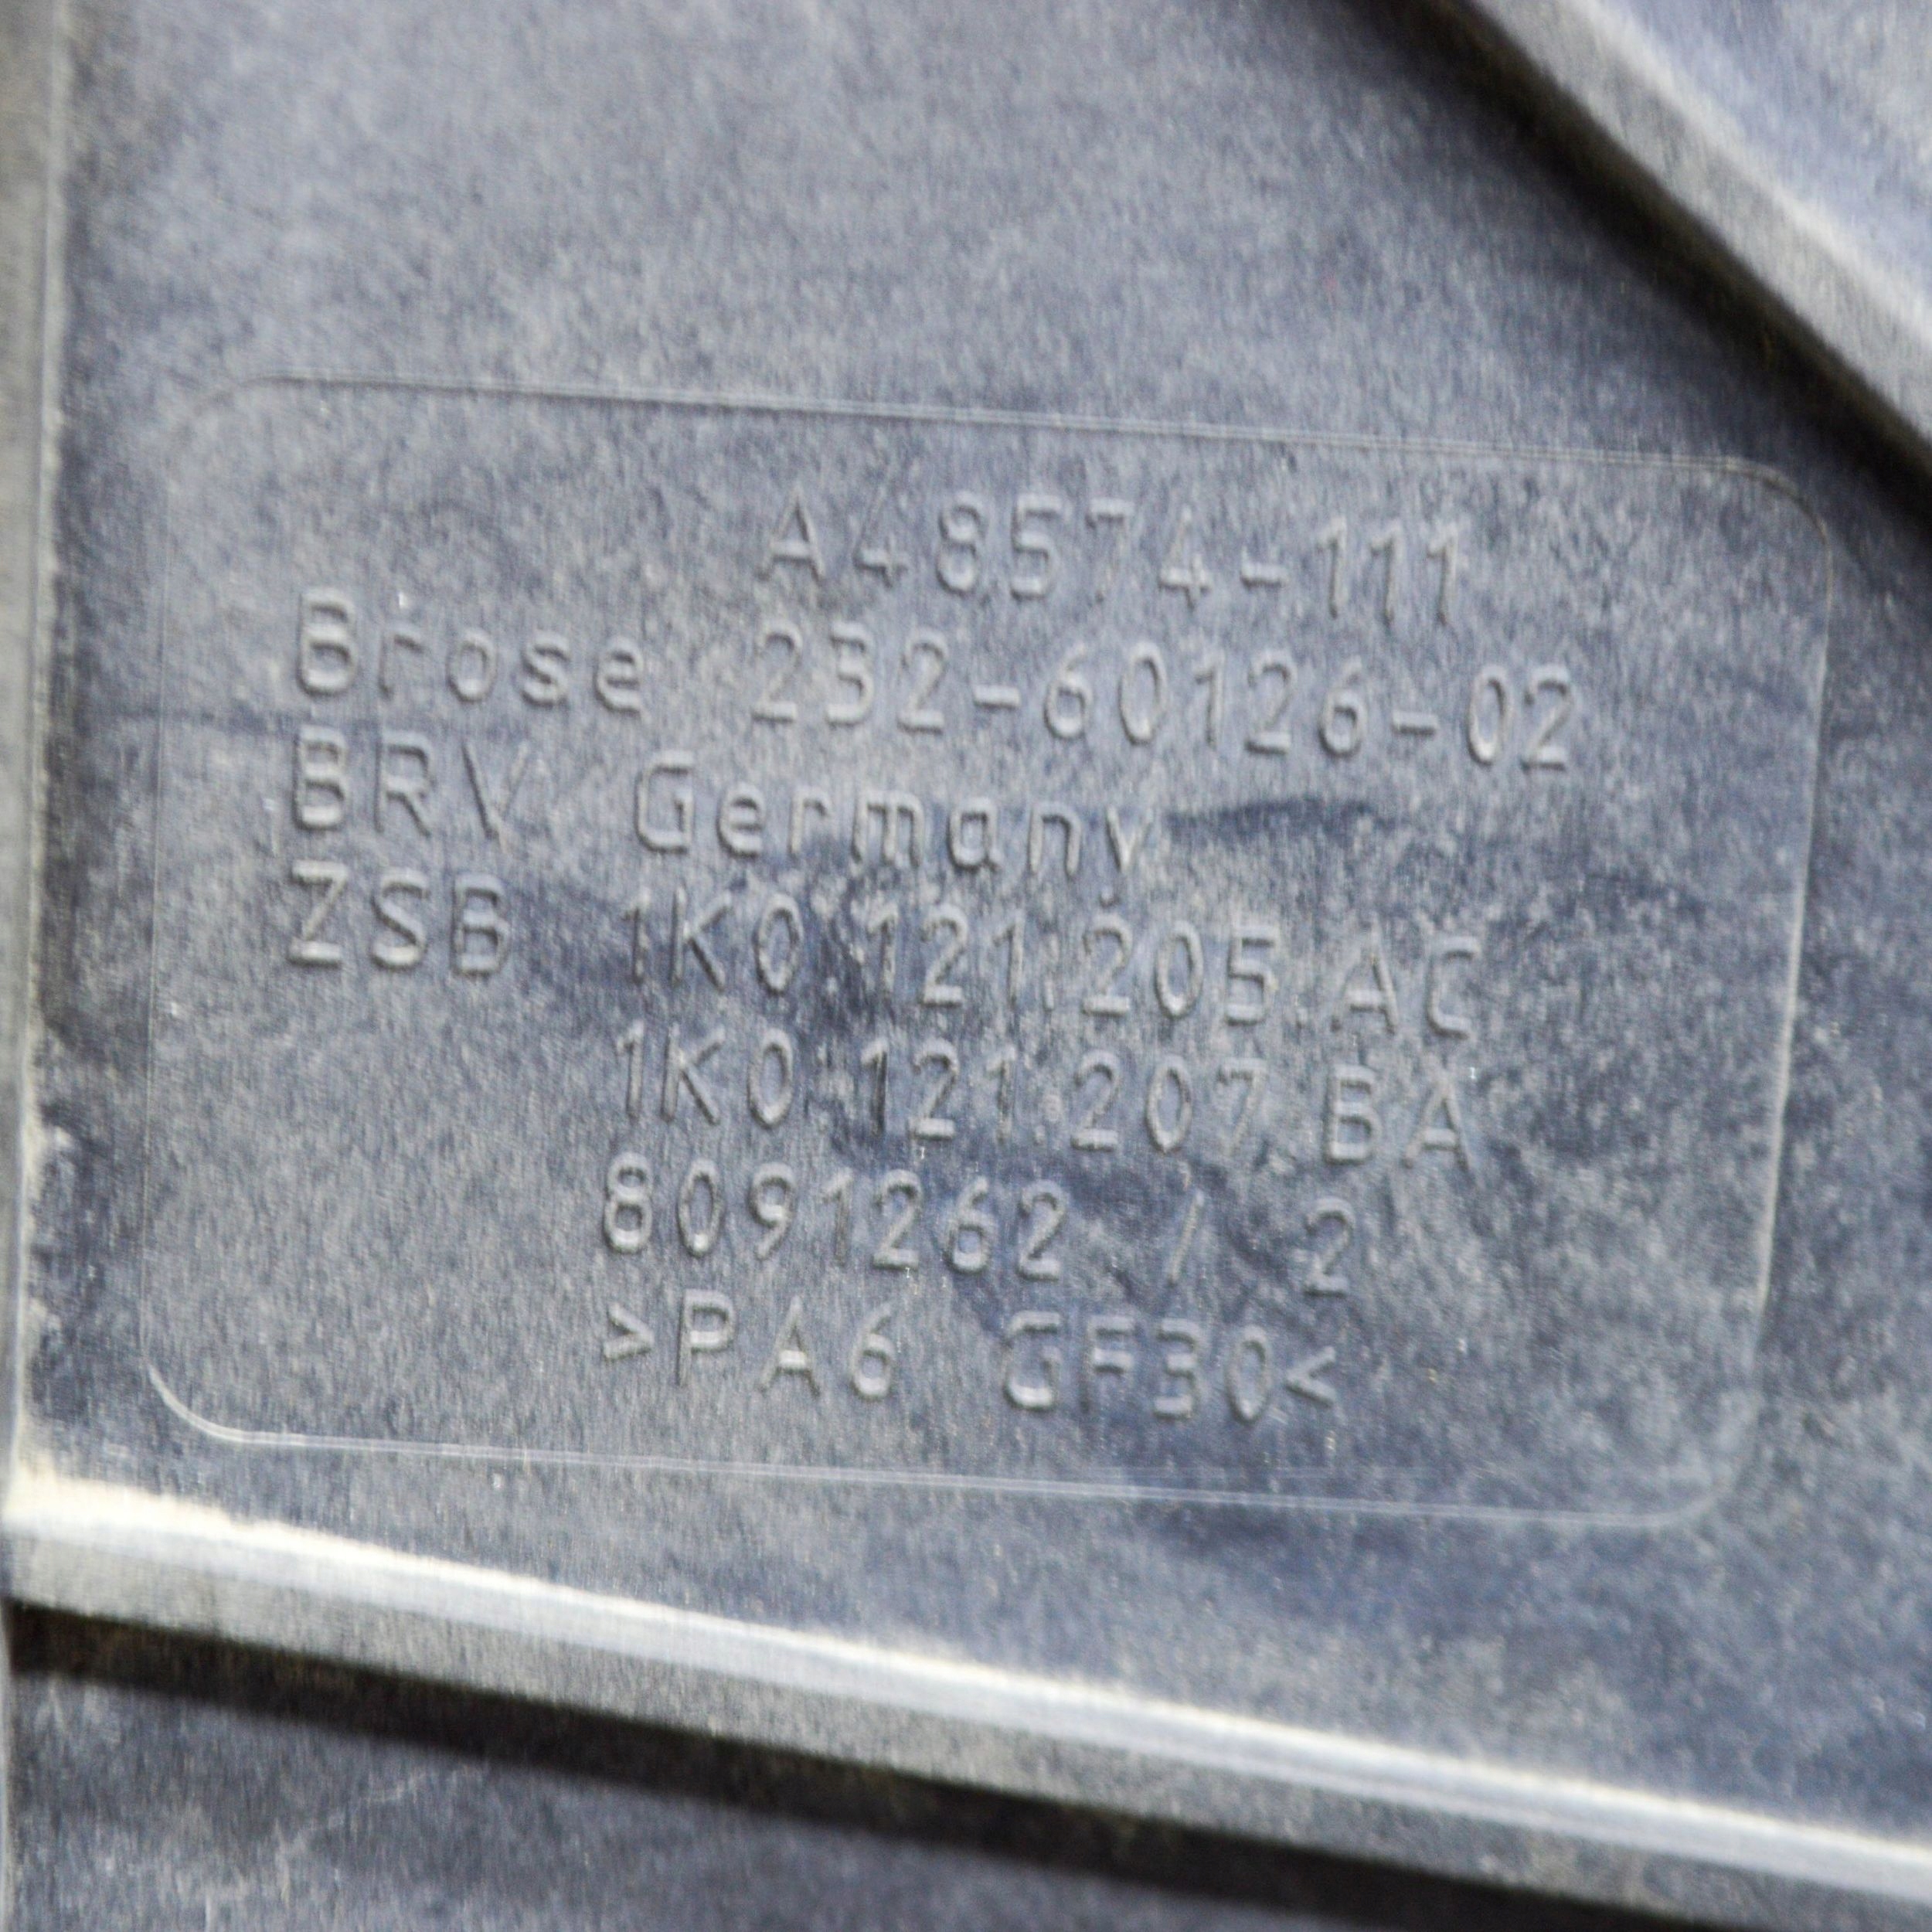 A48574-111
Brose 232-60126-02
BRV Germany
ZSB 1K0.121.205.AC
1K0.121.207.BA
8091262 / 2
>PA6 GF30<